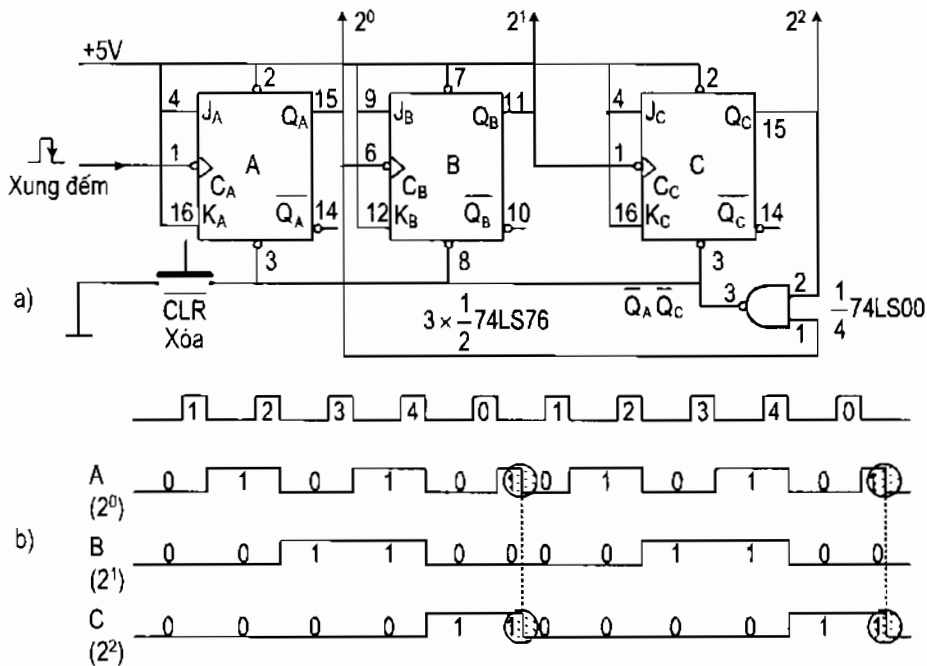 2⁰ 2¹ 2²
+5V
2 7 2
4 J_A Q_A 15 9 J_B Q_B 11 4 J_C Q_C 15
1 A 6 B 1 C
Xung đếm C_A C_B C_C
16 K_A Q̅_A 14 12 K_B Q̅_B 10 16 K_C Q̅_C 14
3 8 3
a) C̅L̅R̅ 3 × 1/2 74LS76 Q̅_A Q̅_C 3 2 1 1/4 74LS00
Xóa
1 2 3 4 0 1 2 3 4 0
A 0 1 0 1 0 1 0 1 0 1 0 1
(2⁰)
b)
B 0 0 1 1 0 0 0 0 1 1 0 0
(2¹)
C 0 0 0 0 1 1 0 0 0 0 1 1
(2²)